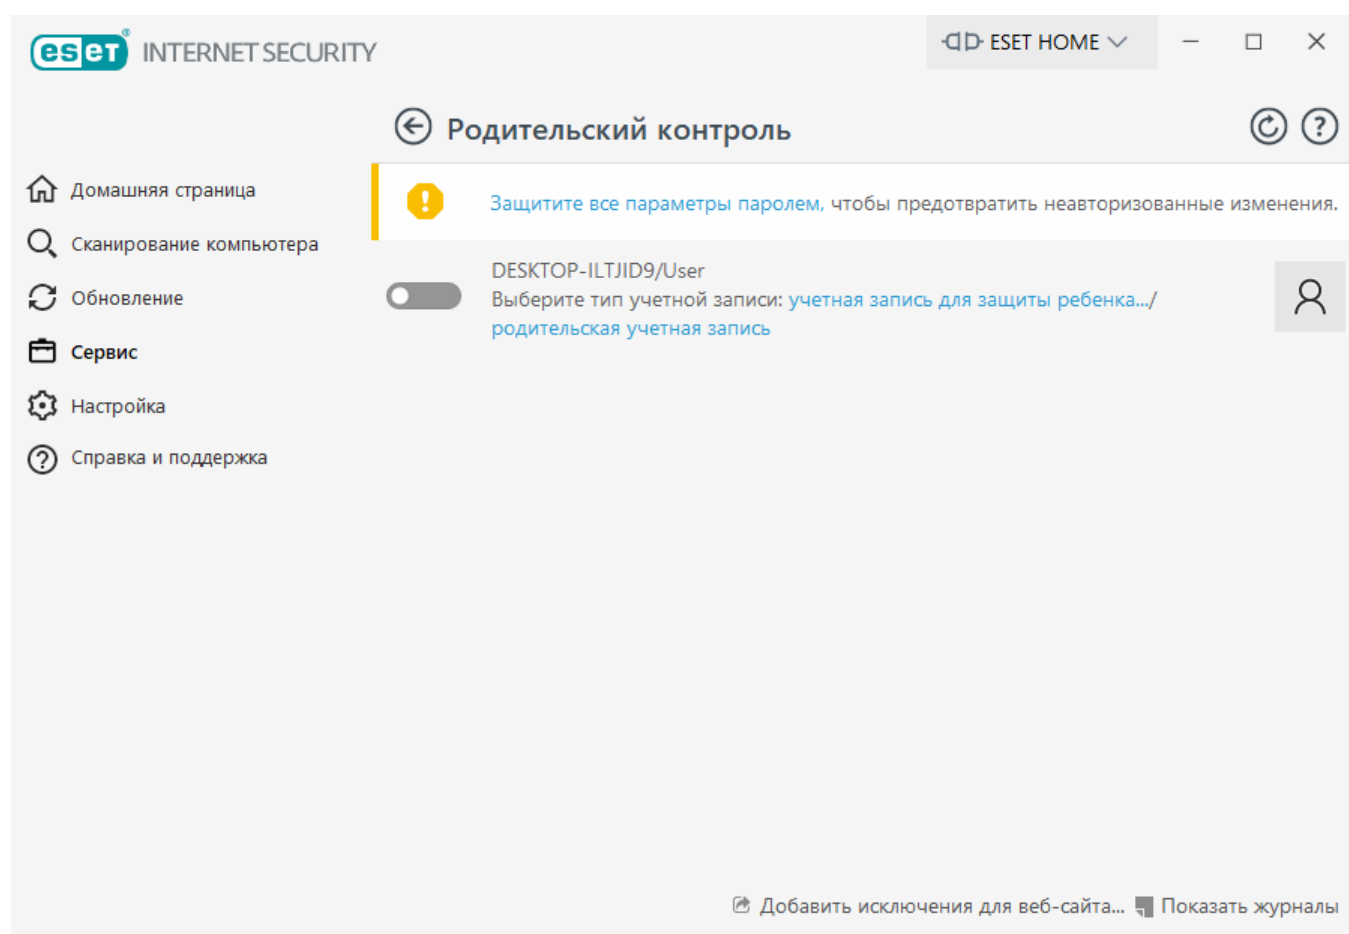 eset® INTERNET SECURITY
ESET HOME
Родительский контроль
Домашняя страница
Сканирование компьютера
Обновление
Сервис
Настройка
Справка и поддержка
Защитите все параметры паролем, чтобы предотвратить неавторизованные изменения.
DESKTOP-ILTJID9/User
Выберите тип учетной записи: учетная запись для защиты ребенка.../
родительская учетная запись
Добавить исключения для веб-сайта... Показать журналы